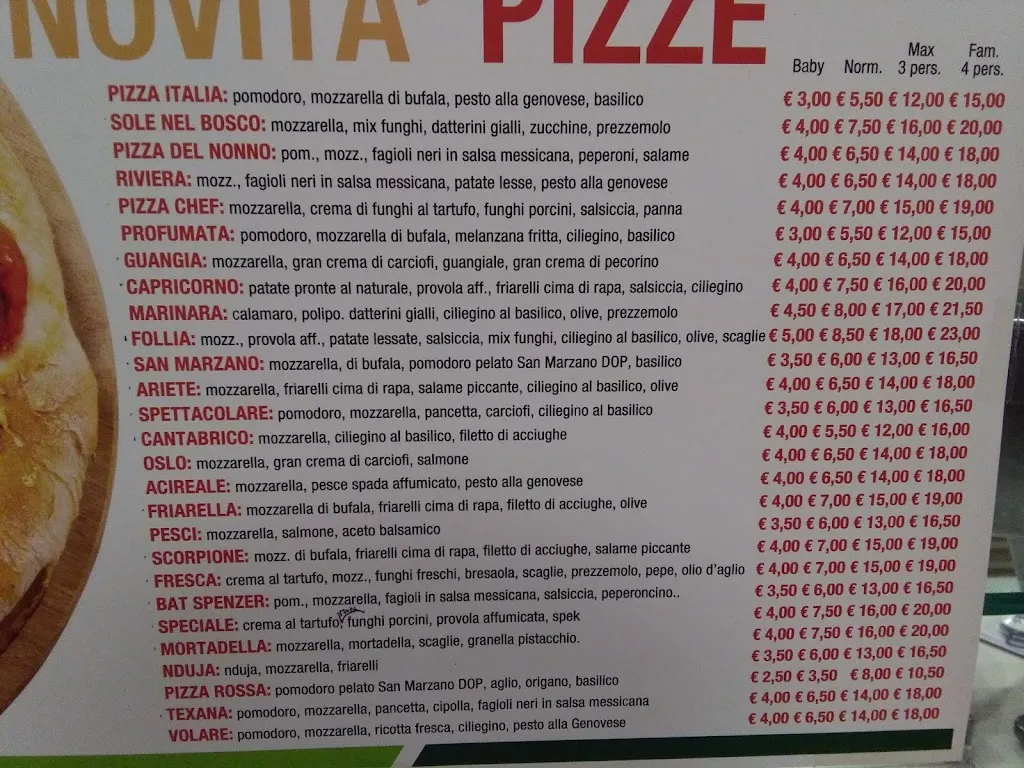 NOVITA' PIZZE
Baby Norm. Max 3 pers. Fam. 4 pers.
PIZZA ITALIA: pomodoro, mozzarella di bufala, pesto alla genovese, basilico € 3,00 € 5,50 € 12,00 € 15,00
SOLE NEL BOSCO: mozzarella, mix funghi, datterini gialli, zucchine, prezzemolo € 4,00 € 7,50 € 16,00 € 20,00
PIZZA DEL NONNO: pom., mozz., fagioli neri in salsa messicana, peperoni, salame € 4,00 € 6,50 € 14,00 € 18,00
RIVIERA: mozz., fagioli neri in salsa messicana, patate lesse, pesto alla genovese € 4,00 € 6,50 € 14,00 € 18,00
PIZZA CHEF: mozzarella, crema di funghi al tartufo, funghi porcini, salsiccia, panna € 4,00 € 7,00 € 15,00 € 19,00
PROFUMATA: pomodoro, mozzarella di bufala, melanzana fritta, ciliegino, basilico € 3,00 € 5,50 € 12,00 € 15,00
GUANGIA: mozzarella, gran crema di carciofi, guangiale, gran crema di pecorino € 4,00 € 6,50 € 14,00 € 18,00
CAPRICORNO: patate pronte al naturale, provola aff., friarelli cima di rapa, salsiccia, ciliegino € 4,00 € 7,50 € 16,00 € 20,00
MARINARA: calamaro, polipo. datterini gialli, ciliegino al basilico, olive, prezzemolo € 4,50 € 8,00 € 17,00 € 21,50
FOLLIA: mozz., provola aff., patate lessate, salsiccia, mix funghi, ciliegino al basilico, olive, scaglie € 5,00 € 8,50 € 18,00 € 23,00
SAN MARZANO: mozzarella, di bufala, pomodoro pelato San Marzano DOP, basilico € 3,50 € 6,00 € 13,00 € 16,50
ARIETE: mozzarella, friarelli cima di rapa, salame piccante, ciliegino al basilico, olive € 4,00 € 6,50 € 14,00 € 18,00
SPETTACOLARE: pomodoro, mozzarella, pancetta, carciofi, ciliegino al basilico € 3,50 € 6,00 € 13,00 € 16,50
CANTABRICO: mozzarella, ciliegino al basilico, filetto di acciughe € 4,00 € 5,50 € 12,00 € 16,00
OSLO: mozzarella, gran crema di carciofi, salmone € 4,00 € 6,50 € 14,00 € 18,00
ACIREALE: mozzarella, pesce spada affumicato, pesto alla genovese € 4,00 € 6,50 € 14,00 € 18,00
FRIARELLA: mozzarella di bufala, friarelli cima di rapa, filetto di acciughe, olive € 4,00 € 7,00 € 15,00 € 19,00
PESCI: mozzarella, salmone, aceto balsamico € 3,50 € 6,00 € 13,00 € 16,50
SCORPIONE: mozz. di bufala, friarelli cima di rapa, filetto di acciughe, salame piccante € 4,00 € 7,00 € 15,00 € 19,00
FRESCA: crema al tartufo, mozz., funghi freschi, bresaola, scaglie, prezzemolo, pepe, olio d'aglio € 4,00 € 7,00 € 15,00 € 19,00
BAT SPENZER: pom., mozzarella, fagioli neri in salsa messicana, salsiccia, peperoncino.. € 3,50 € 6,00 € 13,00 € 16,50
SPECIALE: crema al tartufo, funghi porcini, provola affumicata, spek € 4,00 € 7,50 € 16,00 € 20,00
MORTADELLA: mozzarella, mortadella, scaglie, granella pistacchio. € 4,00 € 7,50 € 16,00 € 20,00
NDUJA: nduja, mozzarella, friarelli € 3,50 € 6,00 € 13,00 € 16,50
PIZZA ROSSA: pomodoro pelato San Marzano DOP, aglio, origano, basilico € 2,50 € 3,50 € 8,00 € 10,50
TEXANA: pomodoro, mozzarella, pancetta, cipolla, fagioli neri in salsa messicana € 4,00 € 6,50 € 14,00 € 18,00
VOLARE: pomodoro, mozzarella, ricotta fresca, ciliegino, pesto alla Genovese € 4,00 € 6,50 € 14,00 € 18,00